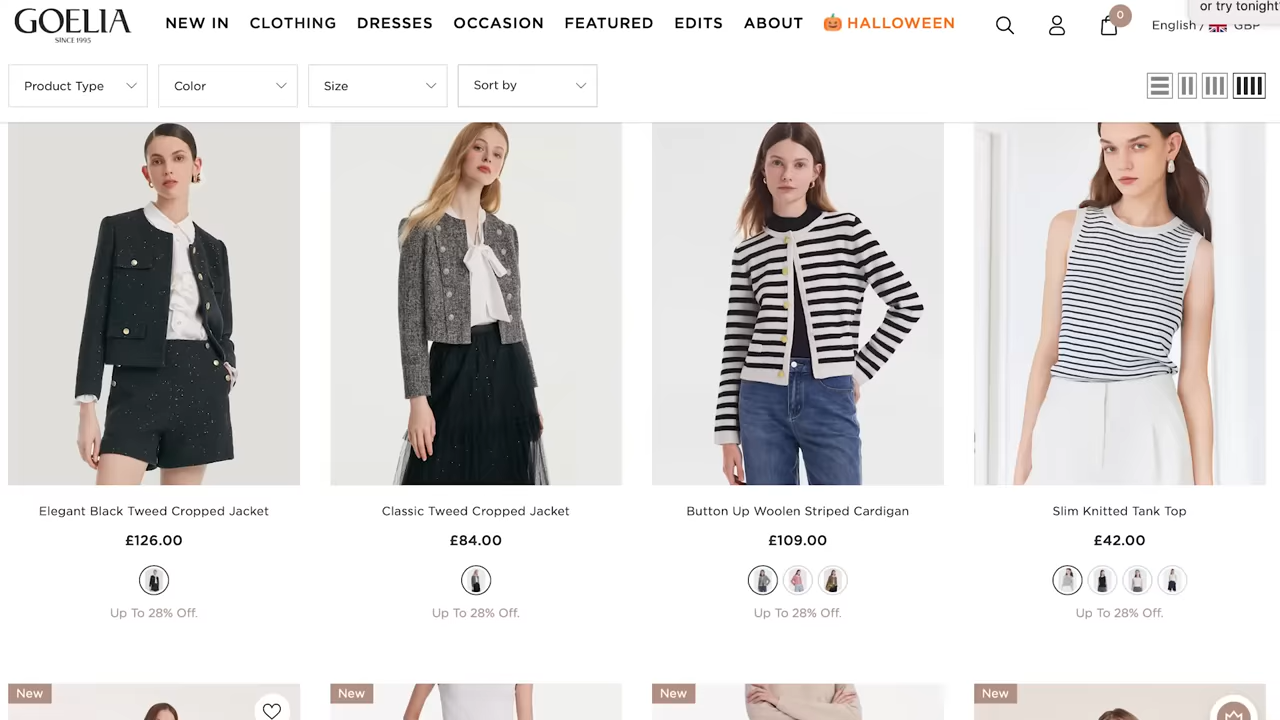 or try tonight
GOELIA
SINCE 1995
NEW IN CLOTHING DRESSES OCCASION FEATURED EDITS ABOUT HALLOWEEN
0
English / GBP
Product Type Color Size Sort by
Elegant Black Tweed Cropped Jacket
£126.00
Up To 28% Off.
Classic Tweed Cropped Jacket
£84.00
Up To 28% Off.
Button Up Woolen Striped Cardigan
£109.00
Up To 28% Off.
Slim Knitted Tank Top
£42.00
Up To 28% Off.
New
New
New
New